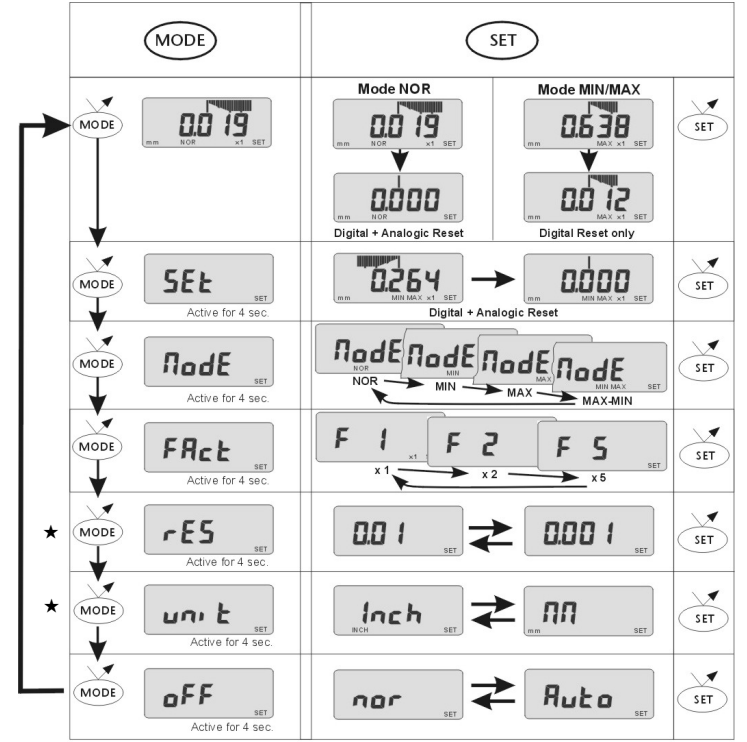 MODE
SET
Mode NOR
Mode MIN/MAX
MODE
0.019
mm NOR x1 SET
0.019
mm NOR x1 SET
0.638
mm MAX x1 SET
SET
0.000
mm NOR SET
0.012
mm MAX x1 SET
Digital + Analogic Reset
Digital Reset only
MODE
SEt
SET
Active for 4 sec.
0.264
mm MIN MAX x1 SET
0.000
mm MIN MAX x1 SET
Digital + Analogic Reset
SET
MODE
ModE
SET
Active for 4 sec.
ModE
NOR
ModE
MIN
ModE
MAX
ModE
MIN MAX SET
NOR
MIN
MAX
MAX-MIN
SET
MODE
FAct
SET
Active for 4 sec.
F 1
x1 S
F 2
F 5
SET
x 1
x 2
x 5
SET
★ MODE
rES
SET
Active for 4 sec.
0.01
SET
0.001
SET
SET
★ MODE
unit
SET
Active for 4 sec.
Inch
INCH SET
MM
mm SET
SET
MODE
oFF
SET
Active for 4 sec.
nor
SET
Auto
SET
SET